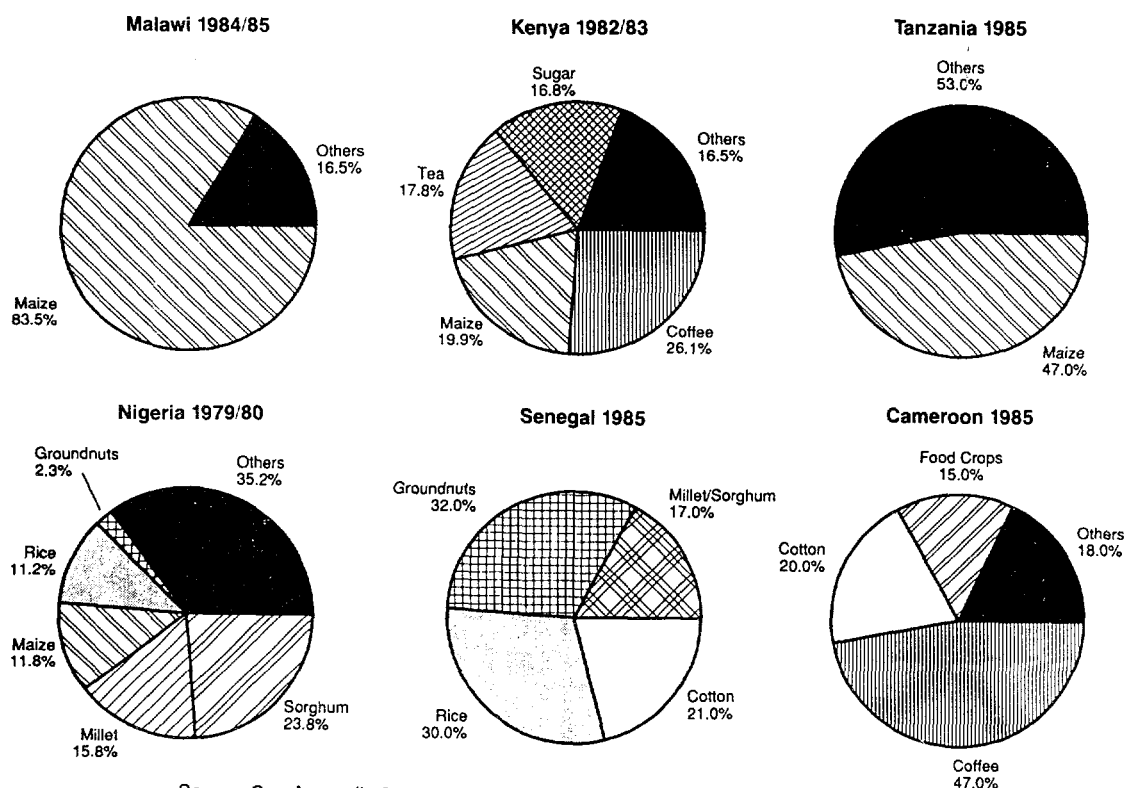 Malawi 1984/85
Others
16.5%
Maize
83.5%
Kenya 1982/83
Sugar
16.8%
Others
16.5%
Tea
17.8%
Maize
19.9%
Coffee
26.1%
Tanzania 1985
Others
53.0%
Maize
47.0%
Nigeria 1979/80
Groundnuts
2.3%
Others
35.2%
Rice
11.2%
Maize
11.8%
Millet
15.8%
Sorghum
23.8%
Senegal 1985
Groundnuts
32.0%
Millet/Sorghum
17.0%
Rice
30.0%
Cotton
21.0%
Cameroon 1985
Food Crops
15.0%
Others
18.0%
Cotton
20.0%
Coffee
47.0%